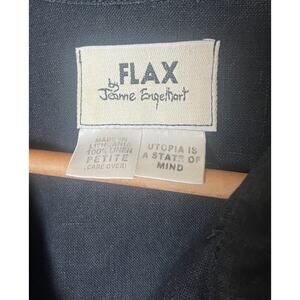 FLAX
by
Jeanne Engelhart
MADE IN
LITHUANIA
100% LINEN
PETITE
(CARE OVER)
UTOPIA IS
A STATE OF
MIND